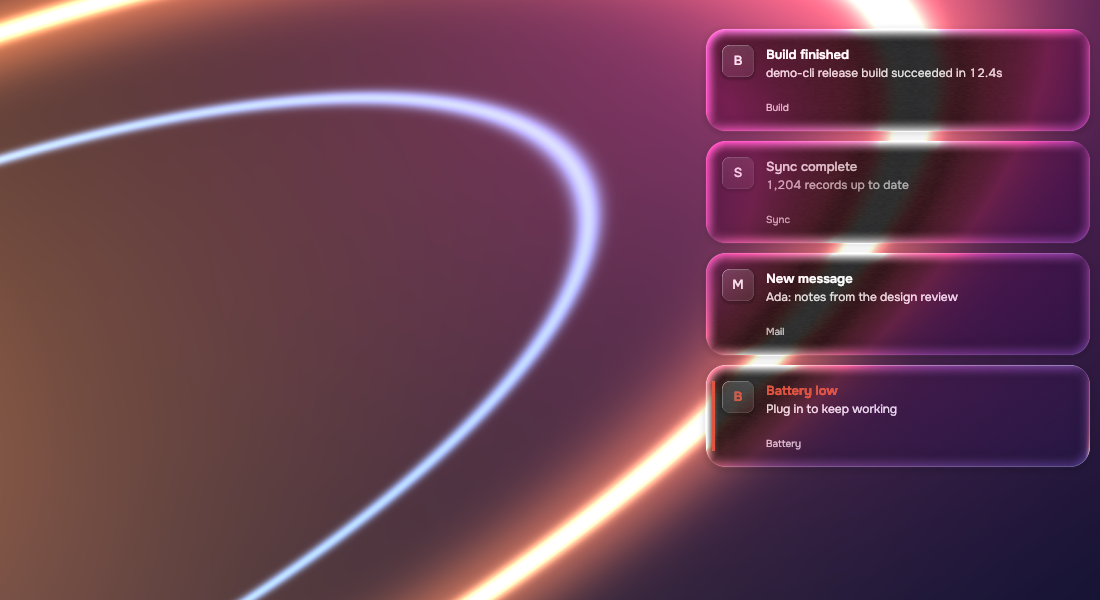 B
Build finished
demo-cli release build succeeded in 12.4s
Build
S
Sync complete
1,204 records up to date
Sync
M
New message
Ada: notes from the design review
Mail
B
Battery low
Plug in to keep working
Battery